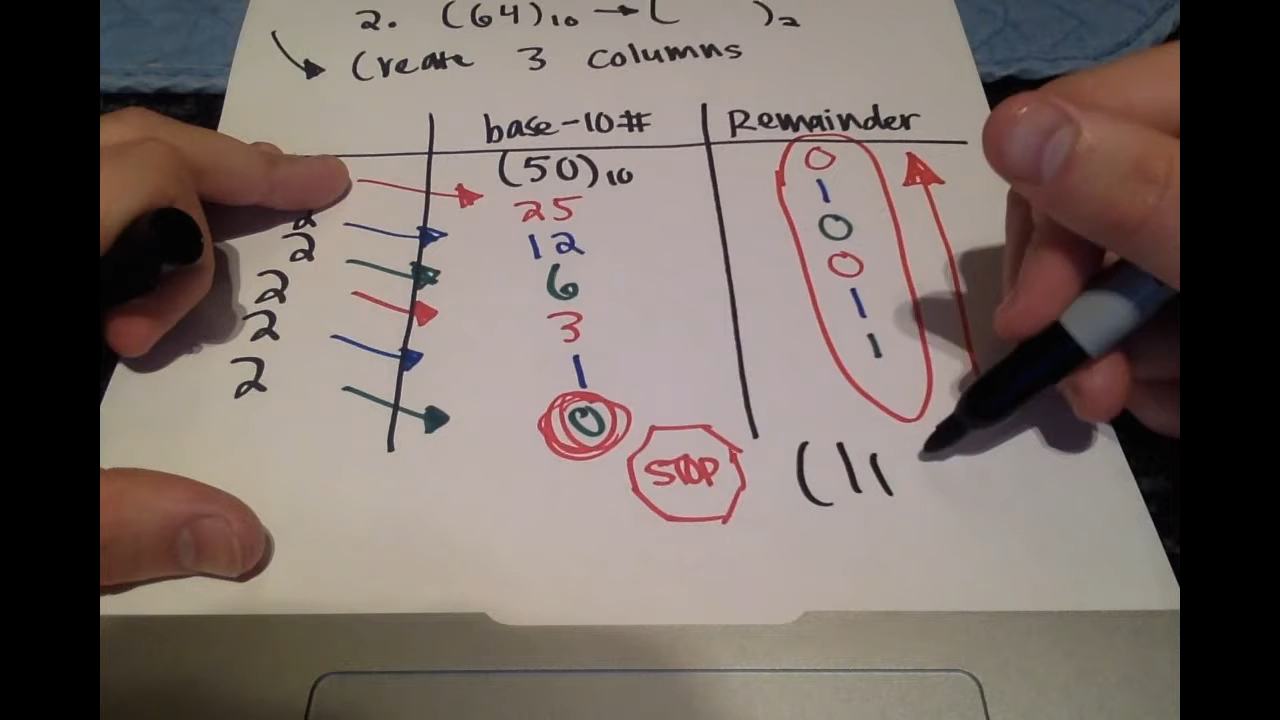 2. (64)₁₀ → (   )₂
Create 3 columns
base-10# Remainder
(50)₁₀ 0
2 25 1
2 12 0
2 6 0
2 3 1
2 1 1
0
STOP
(11